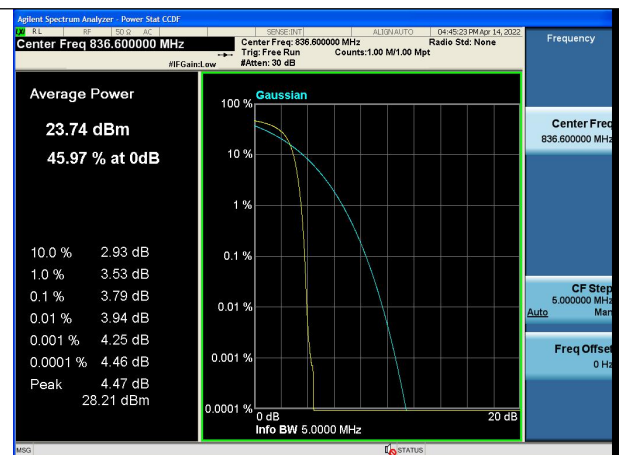 Agilent Spectrum Analyzer - Power Stat CCDF
LXI RL RF 50 Ω AC SENSE:INT ALIGN AUTO 04:45:23 PM Apr 14, 2022
Center Freq 836.600000 MHz
Center Freq: 836.600000 MHz Radio Std: None
Trig: Free Run Counts:1.00 M/1.00 Mpt
#IFGain:Low #Atten: 30 dB
Frequency
Average Power
23.74 dBm
45.97 % at 0dB
10.0 % 2.93 dB
1.0 % 3.53 dB
0.1 % 3.79 dB
0.01 % 3.94 dB
0.001 % 4.25 dB
0.0001 % 4.46 dB
Peak 4.47 dB
28.21 dBm
Gaussian
100 %
10 %
1 %
0.1 %
0.01 %
0.001 %
0.0001 %
0 dB 20 dB
Info BW 5.0000 MHz
Center Freq
836.600000 MHz
CF Step
5.000000 MHz
Auto Man
Freq Offset
0 Hz
MSG STATUS